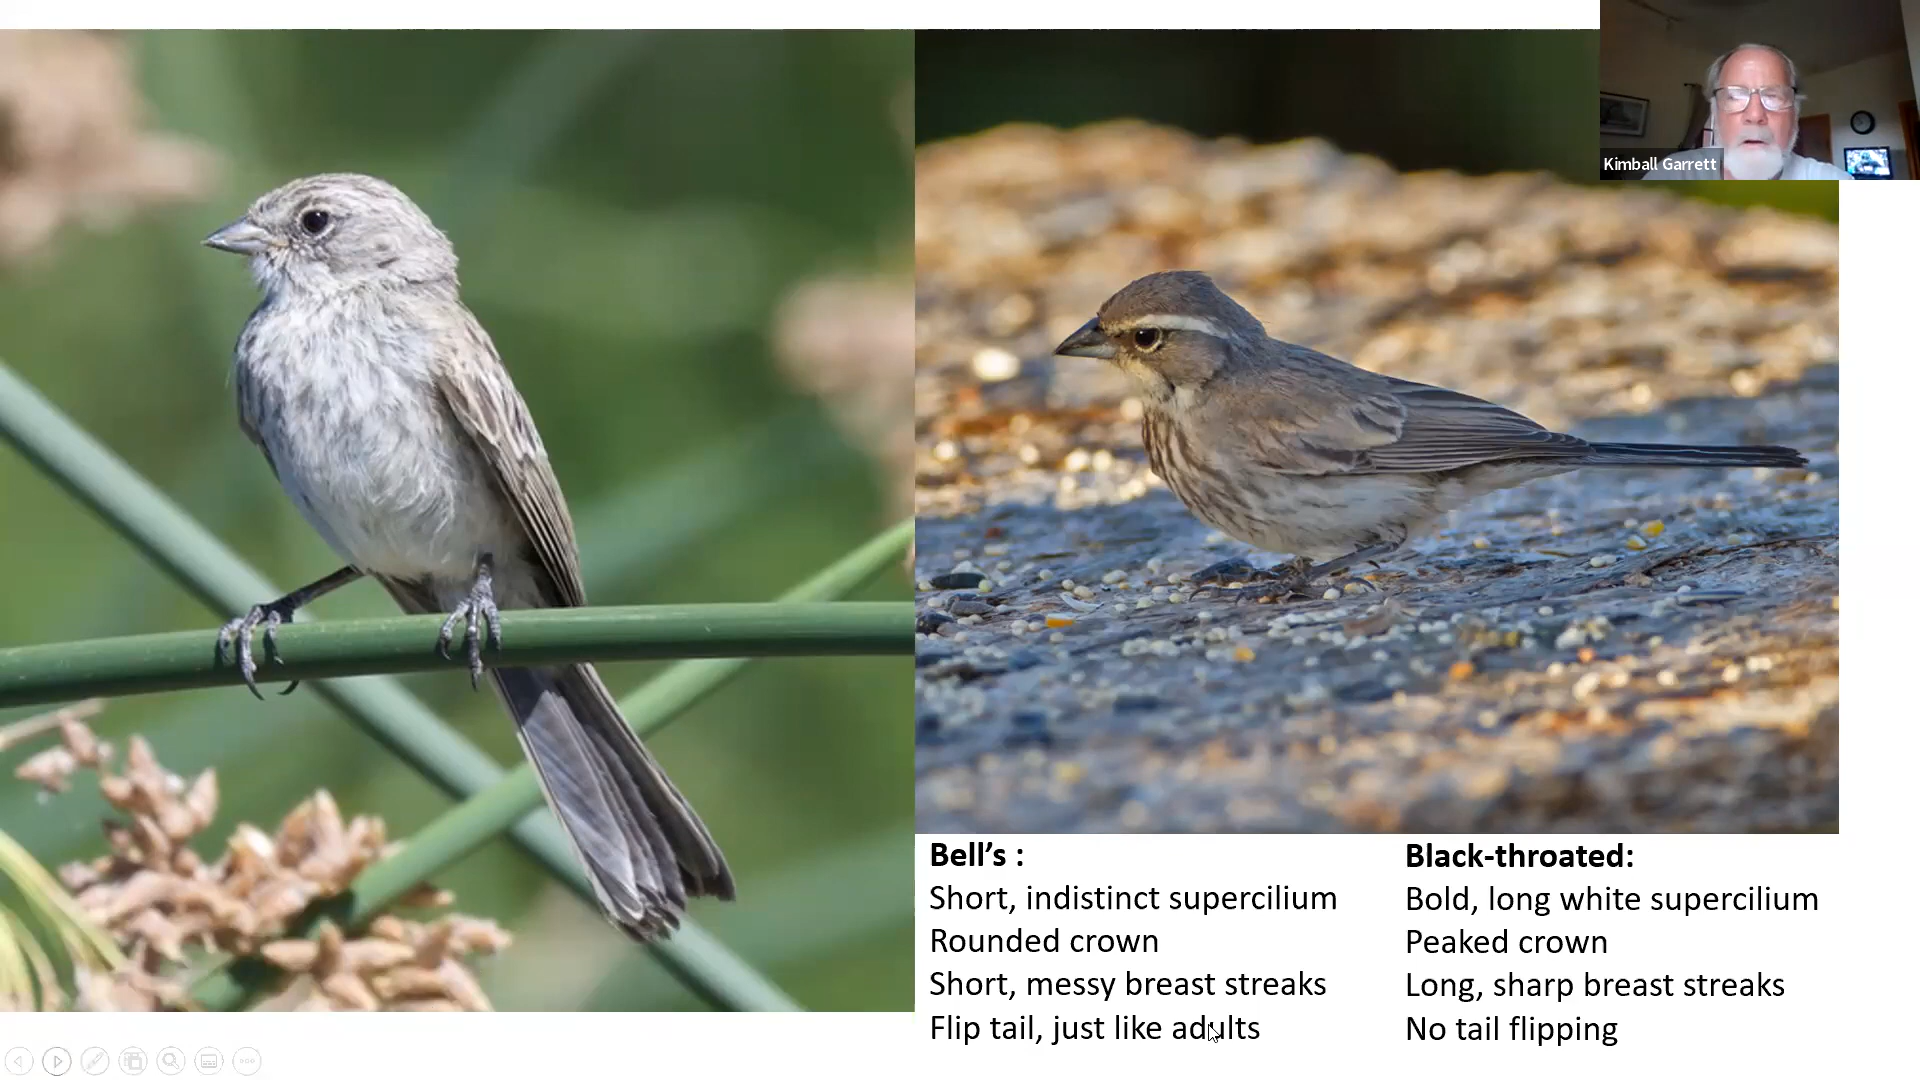 Kimball Garrett
Bell’s :
Short, indistinct supercilium
Rounded crown
Short, messy breast streaks
Flip tail, just like adults
Black-throated:
Bold, long white supercilium
Peaked crown
Long, sharp breast streaks
No tail flipping